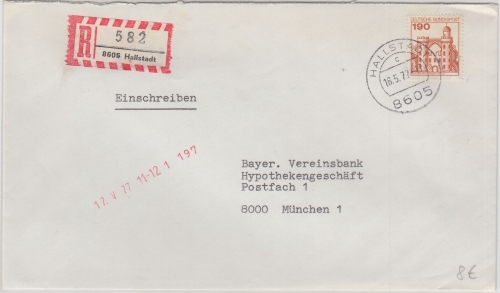 R
582
8605 Hallstadt
DEUTSCHE BUNDESPOST
190
HALLSTADT
c
16.5.77
8605
Einschreiben
17. V. 77 11-12 1 197
Bayer. Vereinsbank
Hypothekengeschäft
Postfach 1
8000 München 1
8€